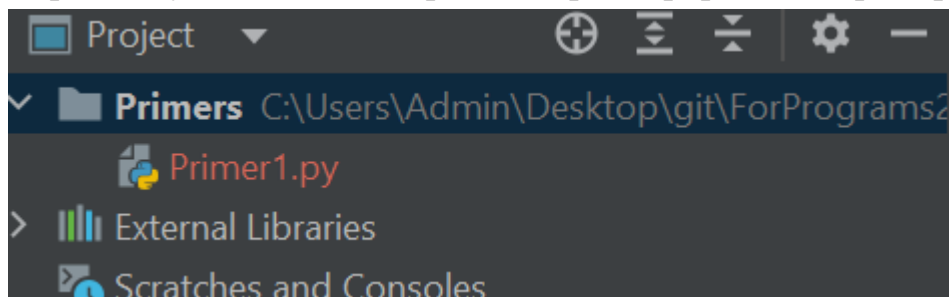 Project
Primers C:\Users\Admin\Desktop\git\ForPrograms2
Primer1.py
External Libraries
Scratches and Consoles